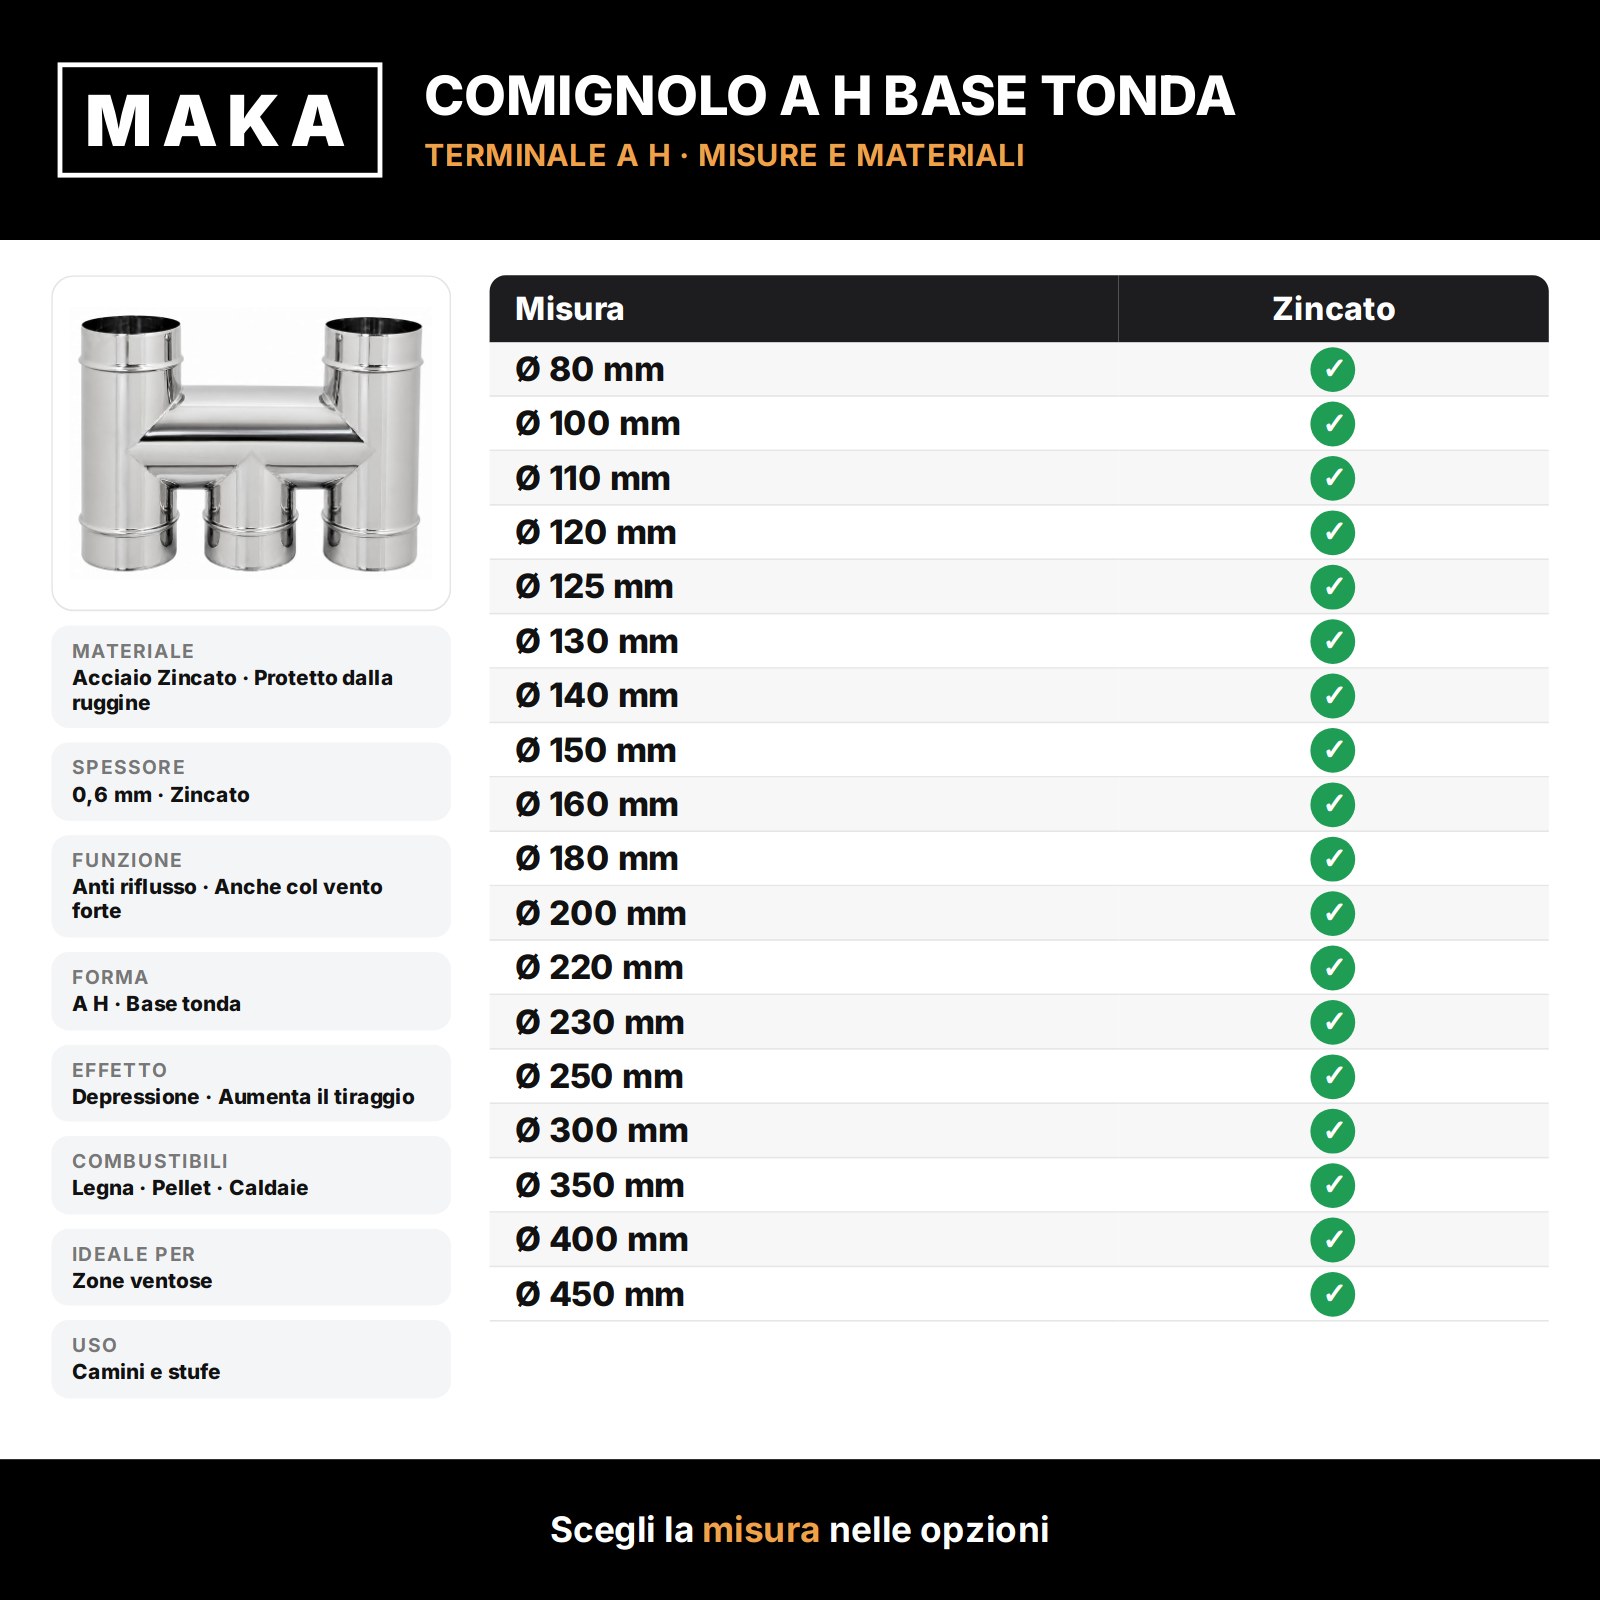 MAKA
COMIGNOLO A H BASE TONDA
TERMINALE A H · MISURE E MATERIALI
MATERIALE
Acciaio Zincato · Protetto dalla
ruggine
SPESSORE
0,6 mm · Zincato
FUNZIONE
Anti riflusso · Anche col vento
forte
FORMA
A H · Base tonda
EFFETTO
Depressione · Aumenta il tiraggio
COMBUSTIBILI
Legna · Pellet · Caldaie
IDEALE PER
Zone ventose
USO
Camini e stufe
Misura Zincato
Ø 80 mm ✓
Ø 100 mm ✓
Ø 110 mm ✓
Ø 120 mm ✓
Ø 125 mm ✓
Ø 130 mm ✓
Ø 140 mm ✓
Ø 150 mm ✓
Ø 160 mm ✓
Ø 180 mm ✓
Ø 200 mm ✓
Ø 220 mm ✓
Ø 230 mm ✓
Ø 250 mm ✓
Ø 300 mm ✓
Ø 350 mm ✓
Ø 400 mm ✓
Ø 450 mm ✓
Scegli la misura nelle opzioni